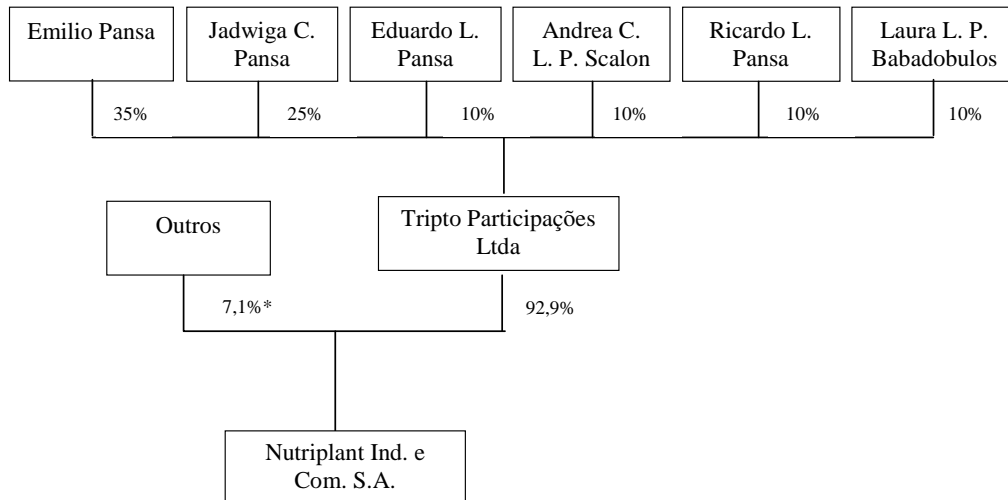 Emilio Pansa
Jadwiga C.
Pansa
Eduardo L.
Pansa
Andrea C.
L. P. Scalon
Ricardo L.
Pansa
Laura L. P.
Babadobulos
35%
25%
10%
10%
10%
10%
Outros
Tripto Participações
Ltda
7,1%*
92,9%
Nutriplant Ind. e
Com. S.A.